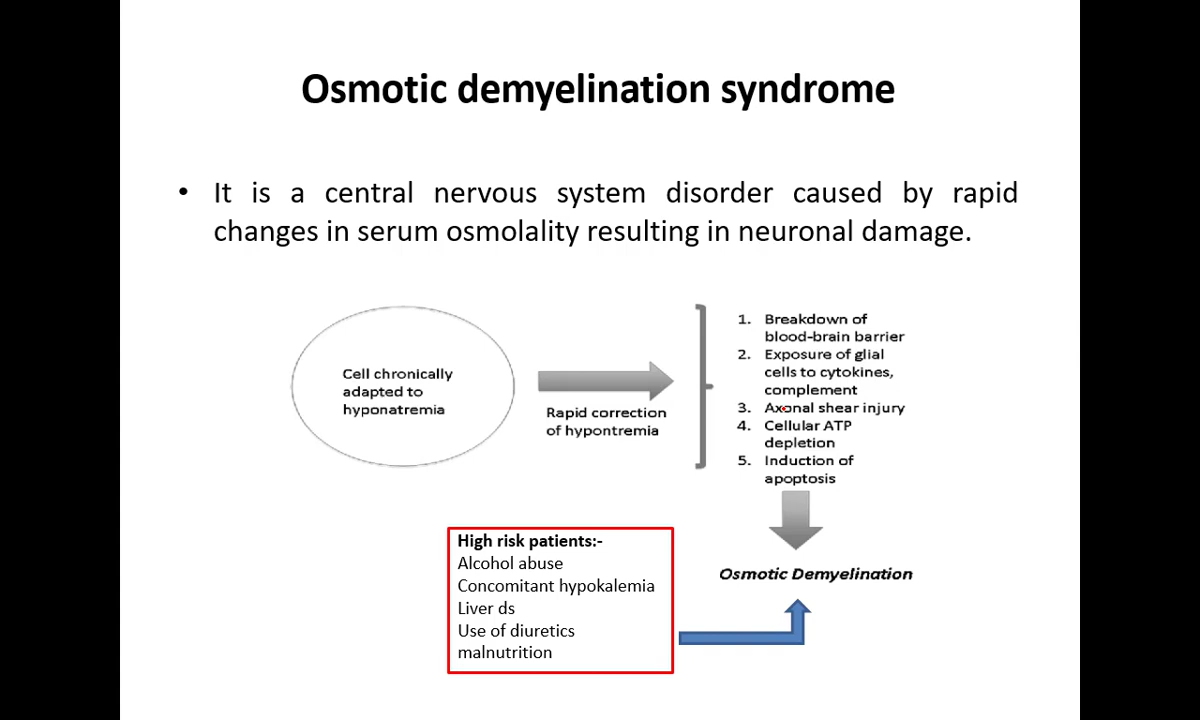 Osmotic demyelination syndrome
• It is a central nervous system disorder caused by rapid
changes in serum osmolality resulting in neuronal damage.
Cell chronically
adapted to
hyponatremia
Rapid correction
of hypontremia
1. Breakdown of
blood-brain barrier
2. Exposure of glial
cells to cytokines,
complement
3. Axonal shear injury
4. Cellular ATP
depletion
5. Induction of
apoptosis
Osmotic Demyelination
High risk patients:-
Alcohol abuse
Concomitant hypokalemia
Liver ds
Use of diuretics
malnutrition